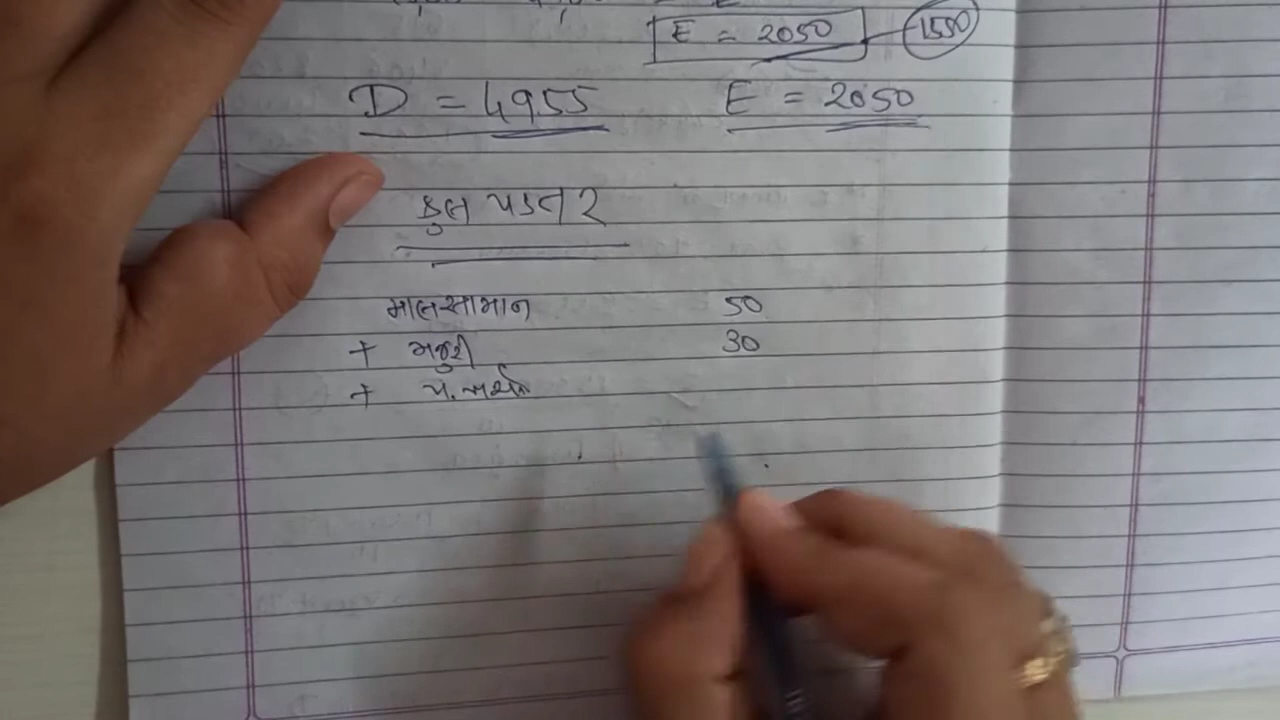 E = 2050 1550
D = 4955 E = 2050
કુલ પડતર
માલસામાન 50
+ મજુરી 30
+ પ.ખર્ચો